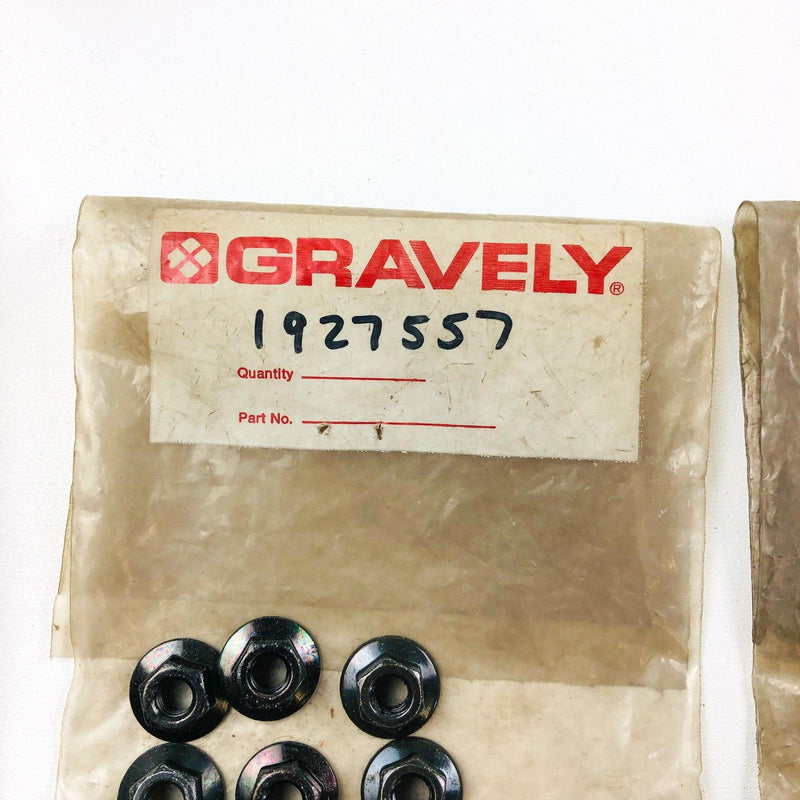 GRAVELY®
1927557
Quantity
Part No.